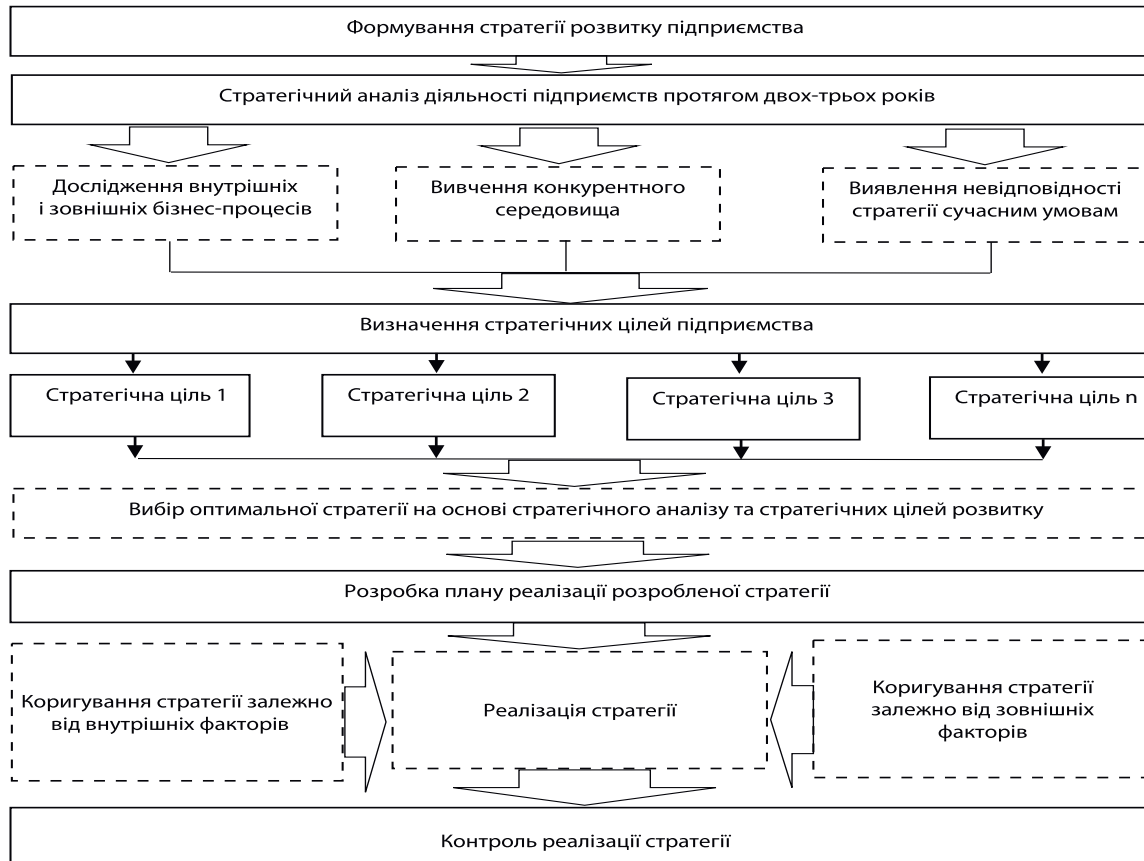 Формування стратегії розвитку підприємства
Стратегічний аналіз діяльності підприємств протягом двох-трьох років
Дослідження внутрішніх
і зовнішніх бізнес-процесів
Вивчення конкурентного
середовища
Виявлення невідповідності
стратегії сучасним умовам
Визначення стратегічних цілей підприємства
Стратегічна ціль 1
Стратегічна ціль 2
Стратегічна ціль 3
Стратегічна ціль n
Вибір оптимальної стратегії на основі стратегічного аналізу та стратегічних цілей розвитку
Розробка плану реалізації розробленої стратегії
Коригування стратегії залежно
від внутрішніх факторів
Реалізація стратегії
Коригування стратегії
залежно від зовнішніх
факторів
Контроль реалізації стратегії